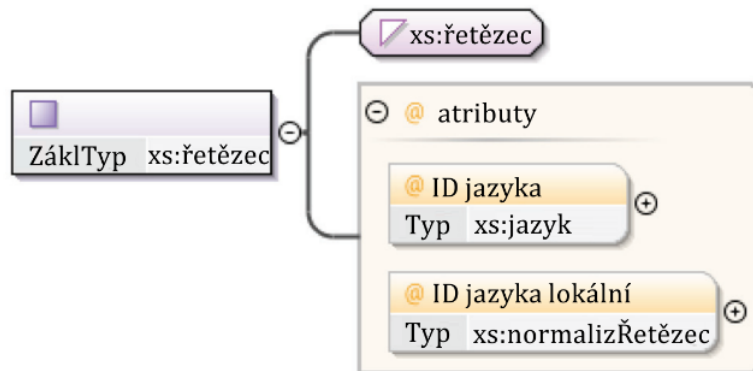 xs:řetězec
ZáklTyp xs:řetězec
@ atributy
@ ID jazyka
Typ xs:jazyk
@ ID jazyka lokální
Typ xs:normalizŘetězec